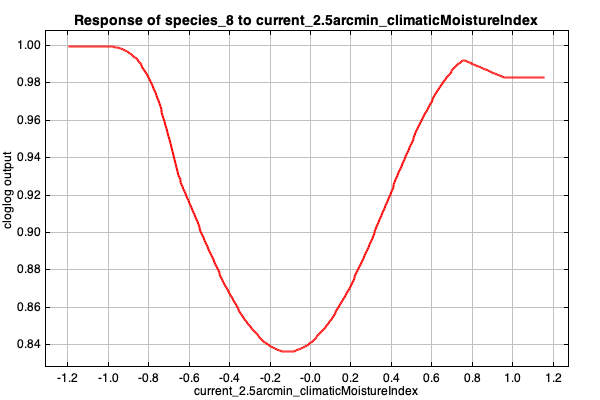 Response of species_8 to current_2.5arcmin_climaticMoistureIndex
1.00
0.98
0.96
0.94
0.92
0.90
0.88
0.86
0.84
cloglog output
-1.2 -1.0 -0.8 -0.6 -0.4 -0.2 -0.0 0.2 0.4 0.6 0.8 1.0 1.2
current_2.5arcmin_climaticMoistureIndex